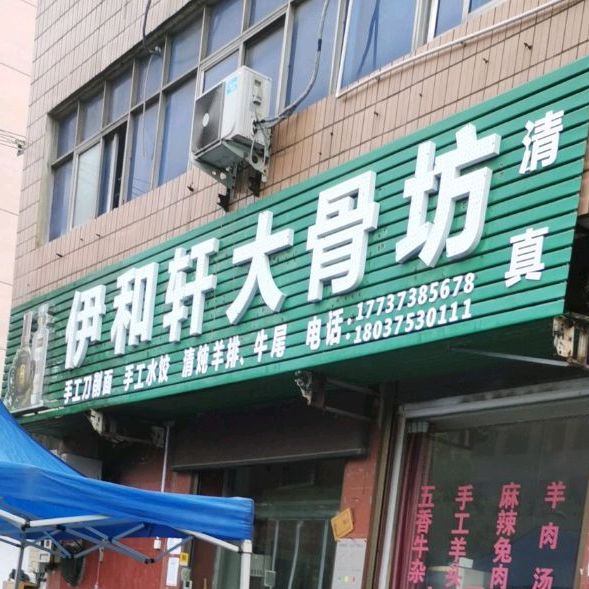 伊和轩大骨坊
清真
手工刀削面 手工水饺 清炖羊排、牛尾
电话:17737385678
18037530111
羊肉汤
麻辣兔肉
手工羊头
五香牛杂